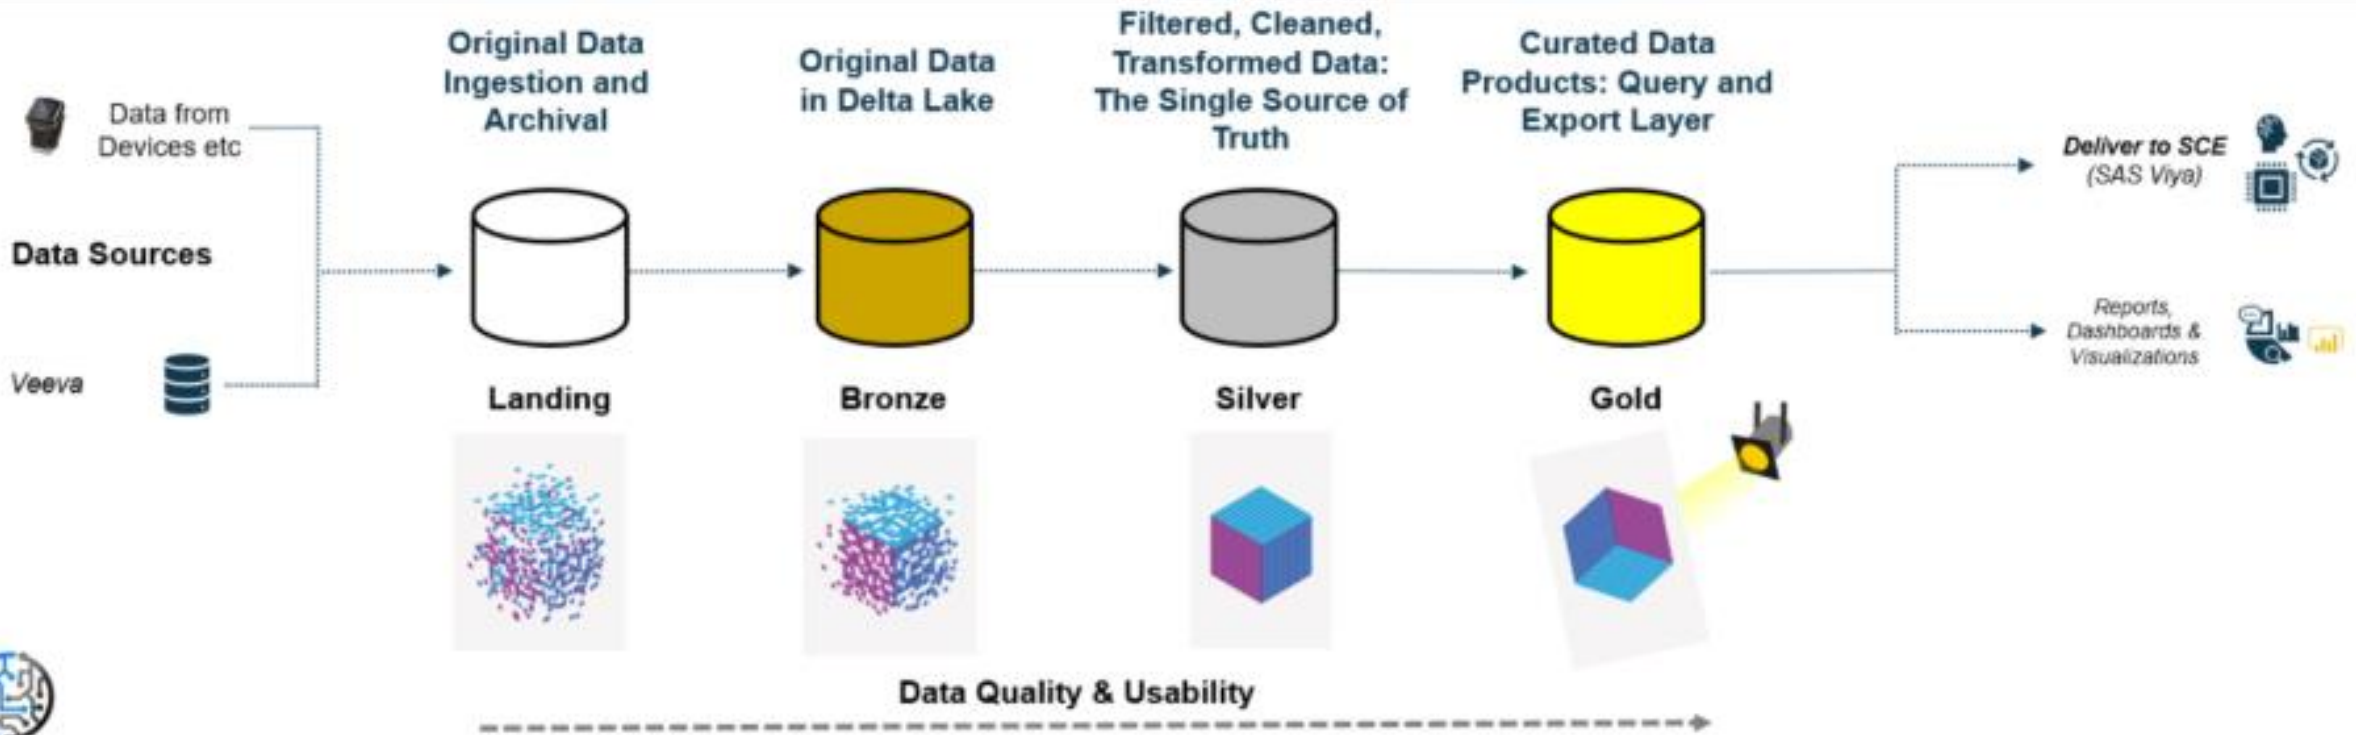 Data from
Devices etc
Data Sources
Veeva
Original Data
Ingestion and
Archival
Landing
Original Data
in Delta Lake
Bronze
Filtered, Cleaned,
Transformed Data:
The Single Source of
Truth
Silver
Curated Data
Products: Query and
Export Layer
Gold
Deliver to SCE
(SAS Viya)
Reports,
Dashboards &
Visualizations
Data Quality & Usability